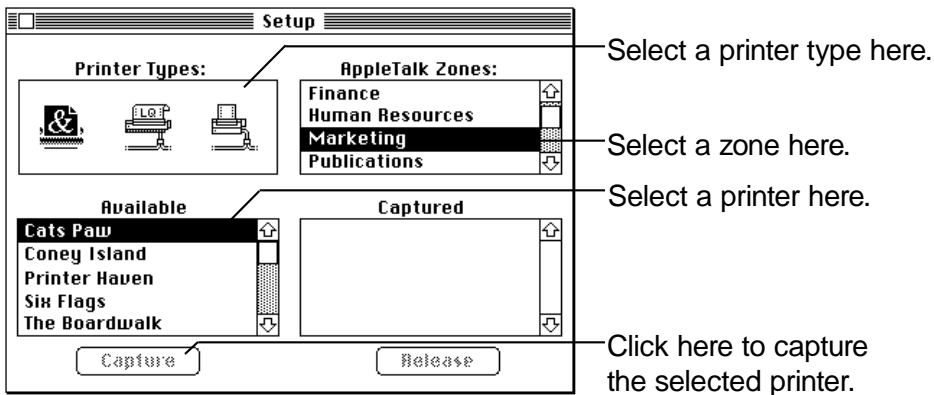 Setup
Select a printer type here.
Printer Types:
AppleTalk Zones:
&
LQ
Finance
Human Resources
Marketing
Publications
Select a zone here.
Select a printer here.
Available
Captured
Cats Paw
Coney Island
Printer Haven
Six Flags
The Boardwalk
Capture
Release
Click here to capture
the selected printer.